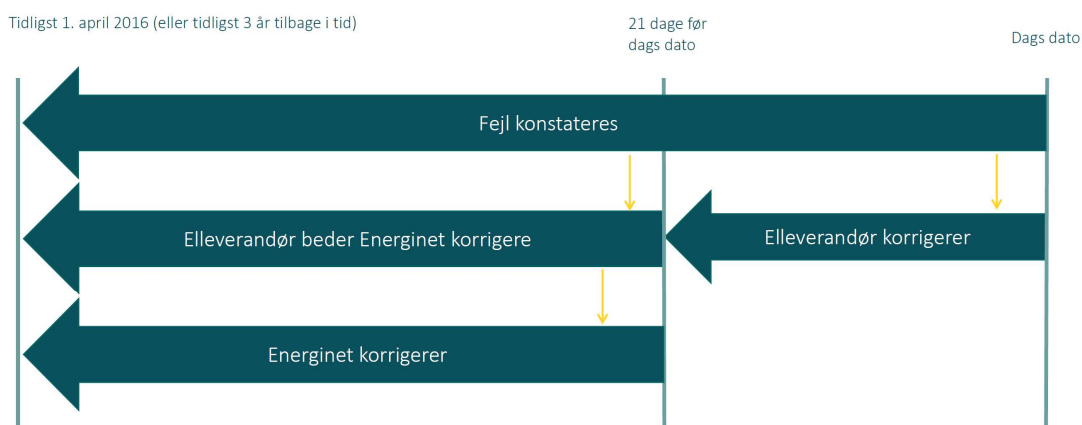 Tidligst 1. april 2016 (eller tidligst 3 år tilbage i tid)
21 dage før
dags dato
Dags dato
Fejl konstateres
Elleverandør beder Energinet korrigere
Elleverandør korrigerer
Energinet korrigerer